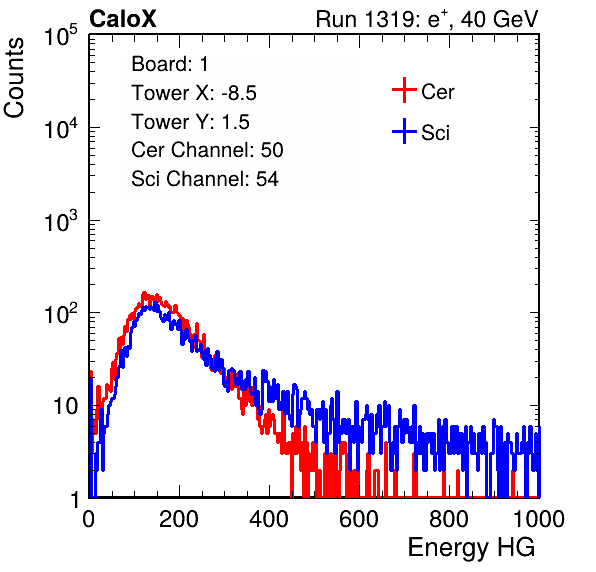 CaloX Run 1319: e⁺, 40 GeV
Counts
Board: 1
Tower X: -8.5
Tower Y: 1.5
Cer Channel: 50
Sci Channel: 54
Cer
Sci
10⁵
10⁴
10³
10²
10
1
0 200 400 600 800 1000
Energy HG